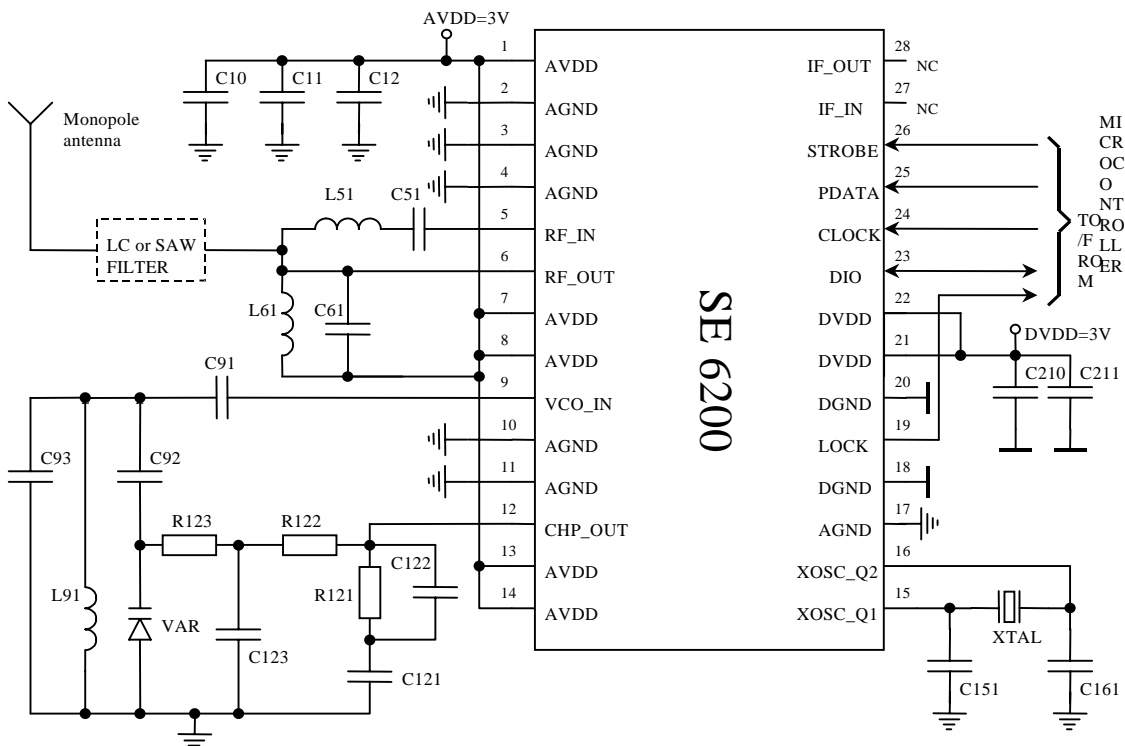 AVDD=3V
C10
C11
C12
Monopole
antenna
LC or SAW
FILTER
L51
C51
L61
C61
C91
C93
C92
L91
R123
R122
R121
C122
VAR
C123
C121
SE 6200
1
AVDD
2
AGND
3
AGND
4
AGND
5
RF_IN
6
RF_OUT
7
AVDD
8
AVDD
9
VCO_IN
10
AGND
11
AGND
12
CHP_OUT
13
AVDD
14
AVDD
28
IF_OUT
NC
27
IF_IN
NC
26
STROBE
25
PDATA
24
CLOCK
23
DIO
22
DVDD
21
DVDD
20
DGND
19
LOCK
18
DGND
17
AGND
16
XOSC_Q2
15
XOSC_Q1
TO
/F
RO
M
MI
CR
OC
O
NT
RO
LL
ER
DVDD=3V
C210
C211
XTAL
C151
C161